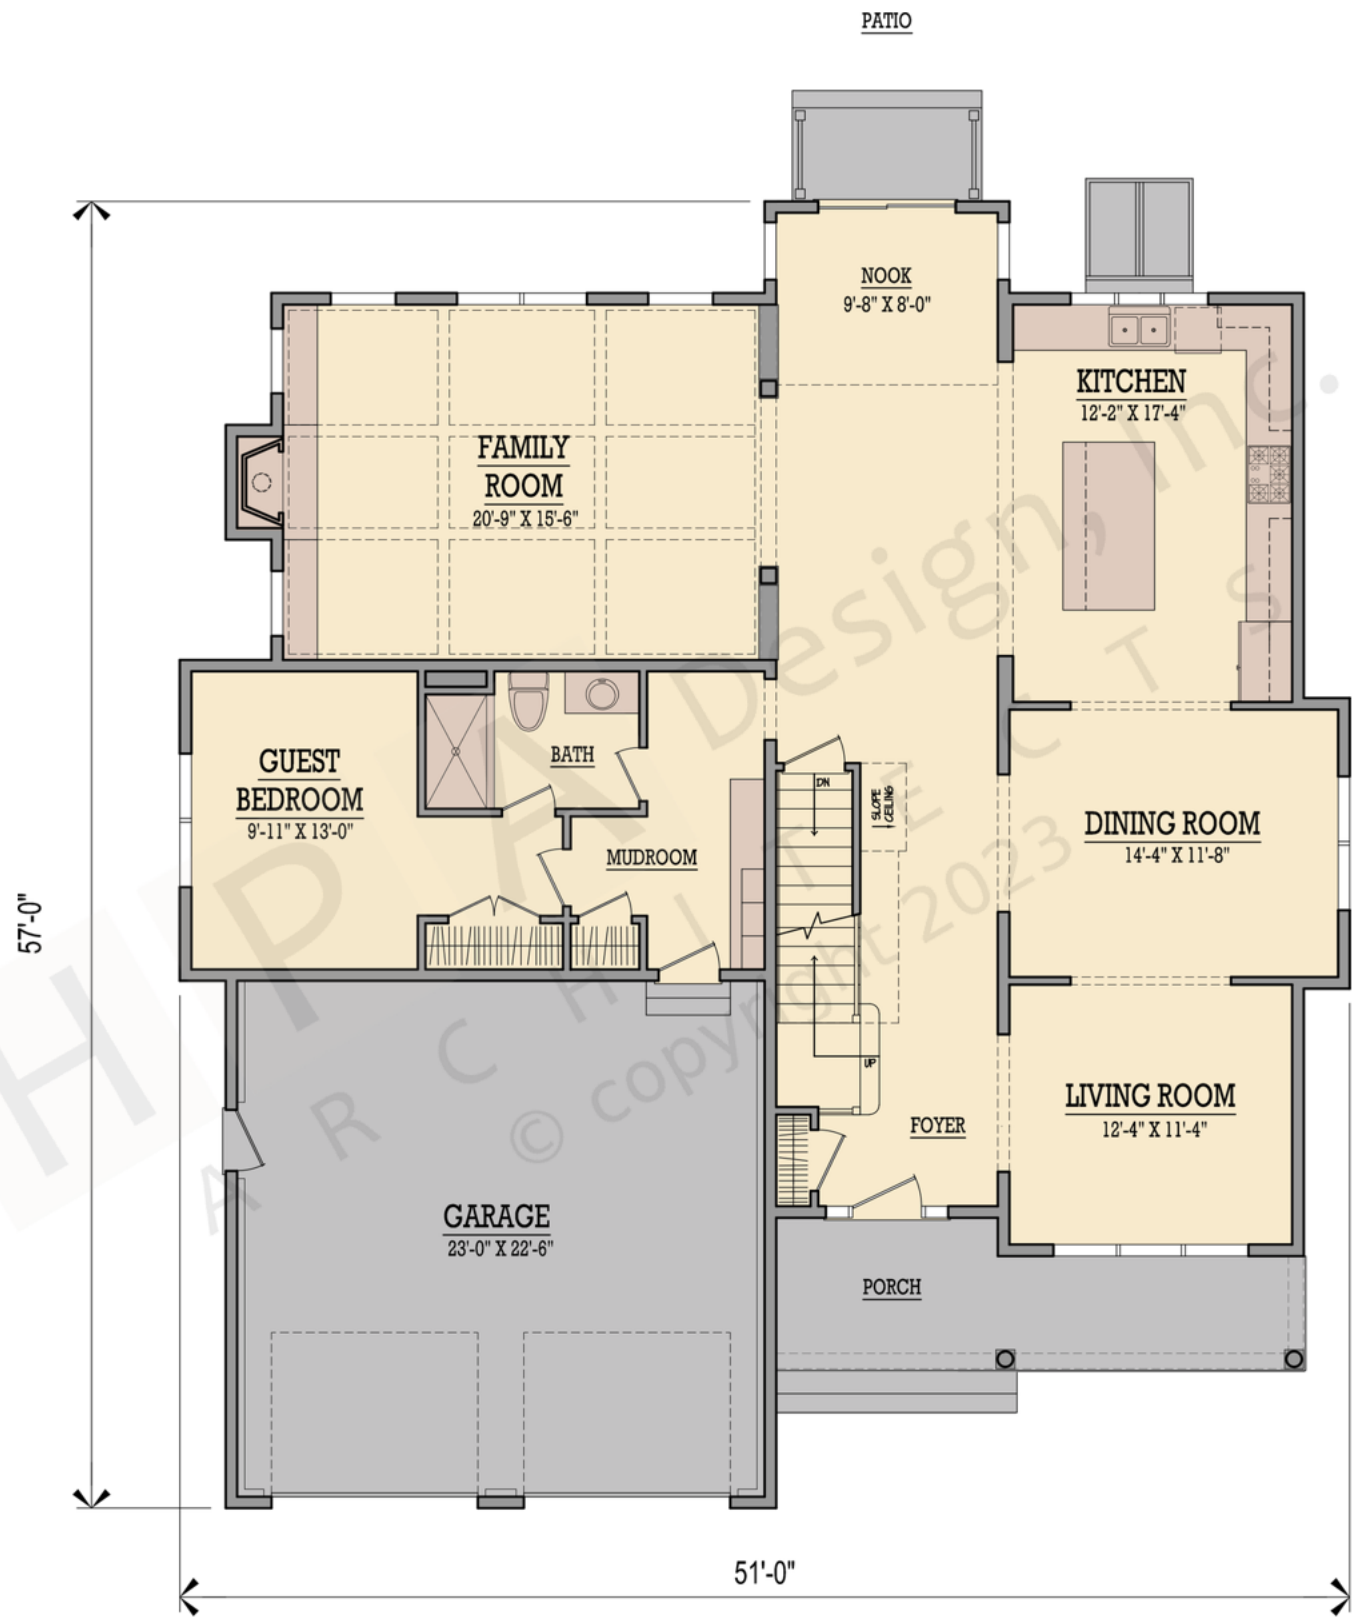 PATIO
NOOK
9'-8" X 8'-0"
KITCHEN
12'-2" X 17'-4"
FAMILY
ROOM
20'-9" X 15'-6"
GUEST
BEDROOM
9'-11" X 13'-0"
BATH
MUDROOM
DN
SLOPE
CEILING
DINING ROOM
14'-4" X 11'-8"
UP
LIVING ROOM
12'-4" X 11'-4"
FOYER
GARAGE
23'-0" X 22'-6"
PORCH
57'-0"
51'-0"
HPA Design, Inc.
ARCHITECTS
© copyright 2023